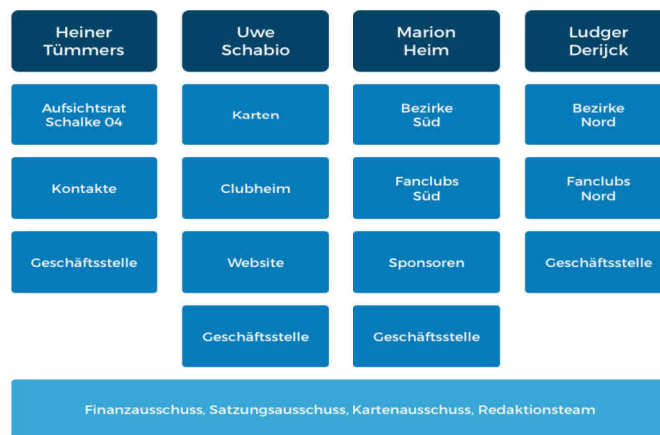 Heiner
Tümmers
Uwe
Schabio
Marion
Heim
Ludger
Derijck
Aufsichtsrat
Schalke 04
Karten
Bezirke
Süd
Bezirke
Nord
Kontakte
Clubheim
Fanclubs
Süd
Fanclubs
Nord
Geschäftsstelle
Website
Sponsoren
Geschäftsstelle
Geschäftsstelle
Geschäftsstelle
Finanzausschuss, Satzungsausschuss, Kartenausschuss, Redaktionsteam